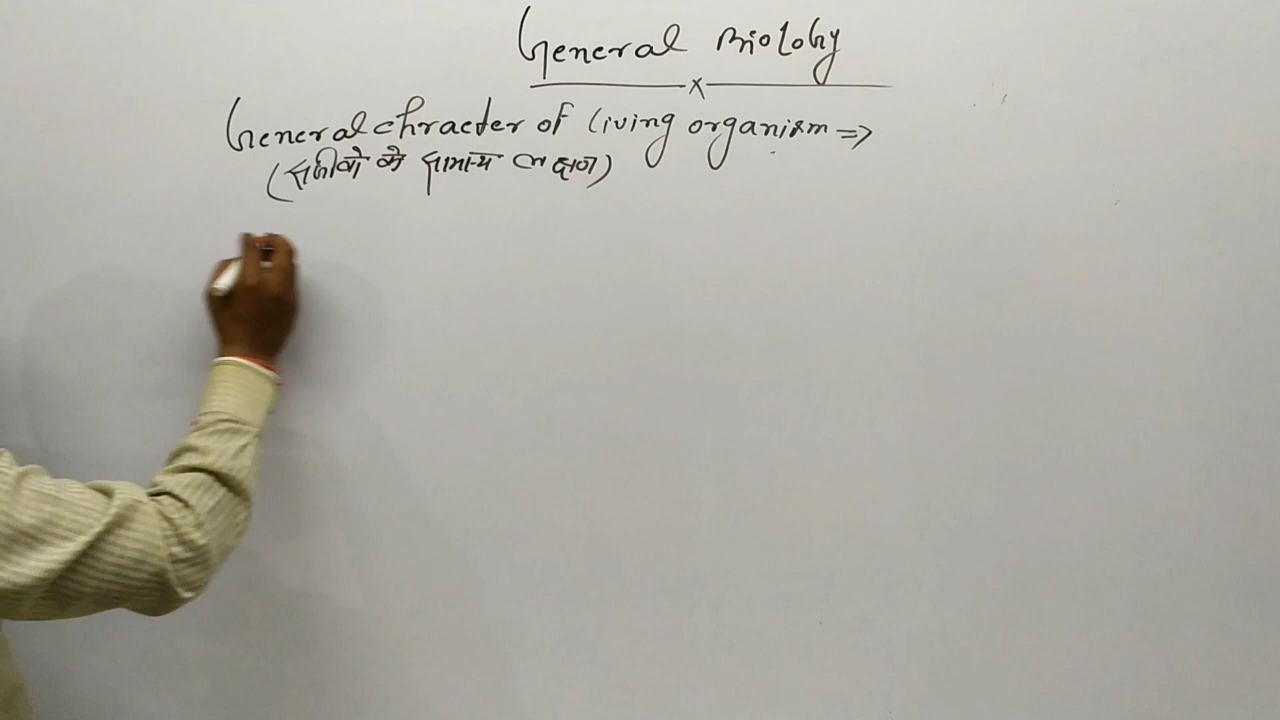 General Biology
General chracter of living organism ⇒
(सजीवो के सामान्य लक्षण)